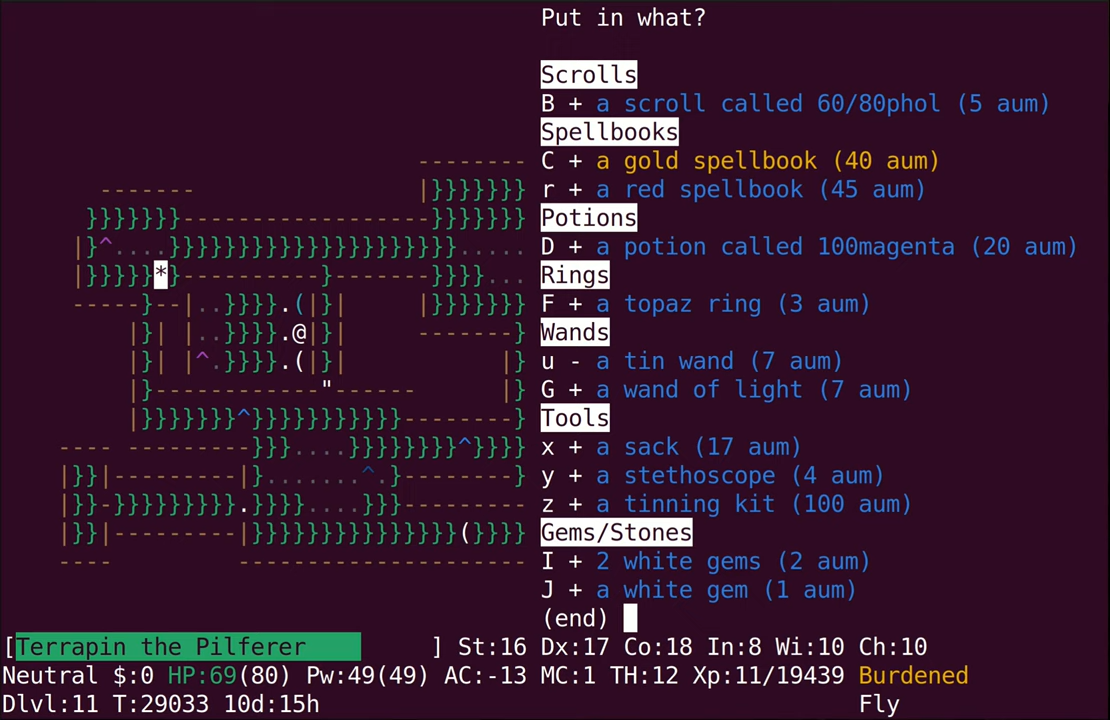 Put in what?
Scrolls
B + a scroll called 60/80phol (5 aum)
Spellbooks
C + a gold spellbook (40 aum)
r + a red spellbook (45 aum)
Potions
D + a potion called 100magenta (20 aum)
Rings
F + a topaz ring (3 aum)
Wands
u - a tin wand (7 aum)
G + a wand of light (7 aum)
Tools
x + a sack (17 aum)
y + a stethoscope (4 aum)
z + a tinning kit (100 aum)
Gems/Stones
I + 2 white gems (2 aum)
J + a white gem (1 aum)
(end)
[Terrapin the Pilferer ] St:16 Dx:17 Co:18 In:8 Wi:10 Ch:10
Neutral $:0 HP:69(80) Pw:49(49) AC:-13 MC:1 TH:12 Xp:11/19439 Burdened
Dlvl:11 T:29033 10d:15h Fly